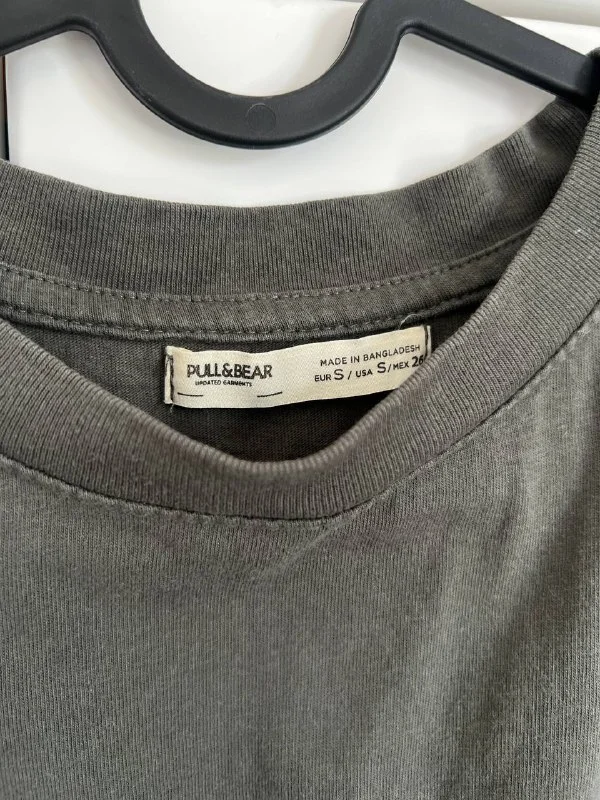 PULL&BEAR
UPDATED GARMENTS
MADE IN BANGLADESH
EUR S / USA S / MEX 26